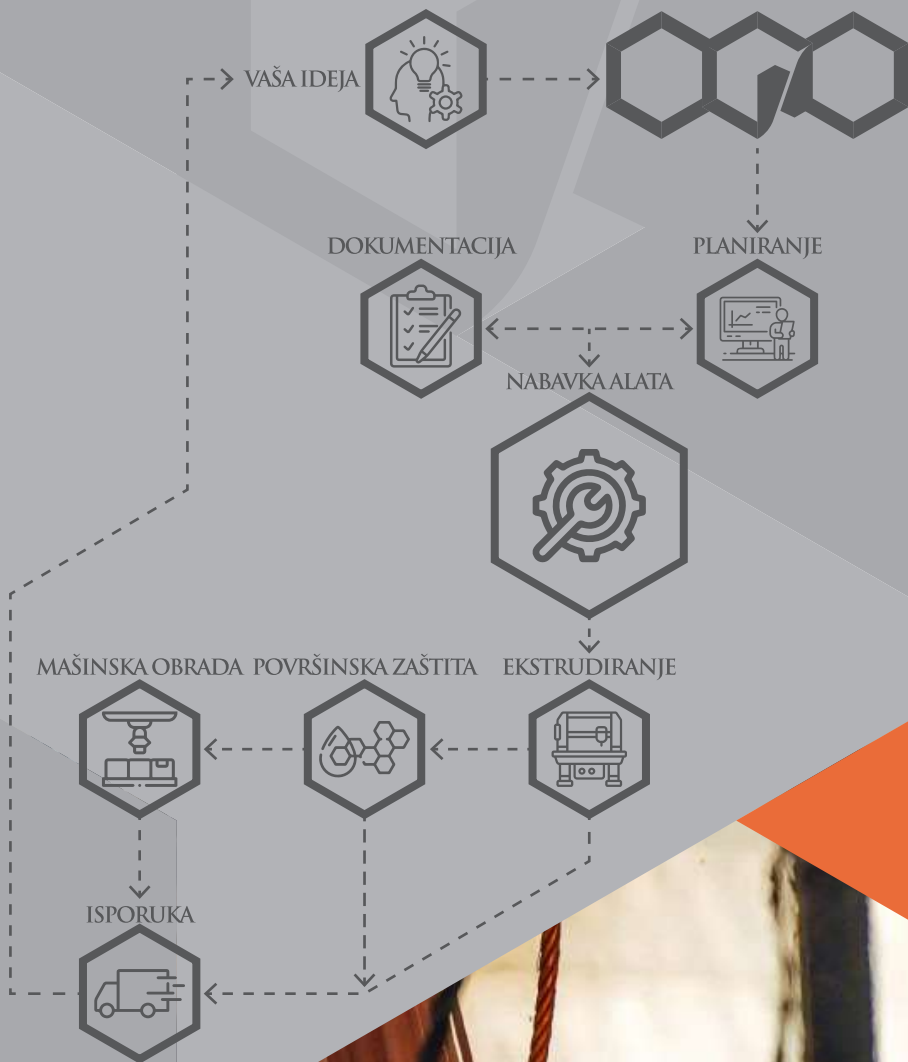 VAŠA IDEJA
DOKUMENTACIJA
PLANIRANJE
NABAVKA ALATA
MAŠINSKA OBRADA
POVRŠINSKA ZAŠTITA
EKSTRUDIRANJE
ISPORUKA